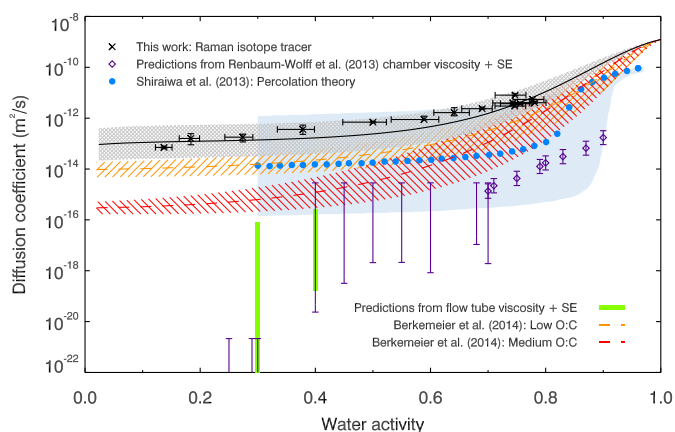 10⁻⁸
10⁻¹⁰
10⁻¹²
10⁻¹⁴
10⁻¹⁶
10⁻¹⁸
10⁻²⁰
10⁻²²
Diffusion coefficient (m²/s)
This work: Raman isotope tracer
Predictions from Renbaum-Wolff et al. (2013) chamber viscosity + SE
Shiraiwa et al. (2013): Percolation theory
Predictions from flow tube viscosity + SE
Berkemeier et al. (2014): Low O:C
Berkemeier et al. (2014): Medium O:C
0.0 0.2 0.4 0.6 0.8 1.0
Water activity